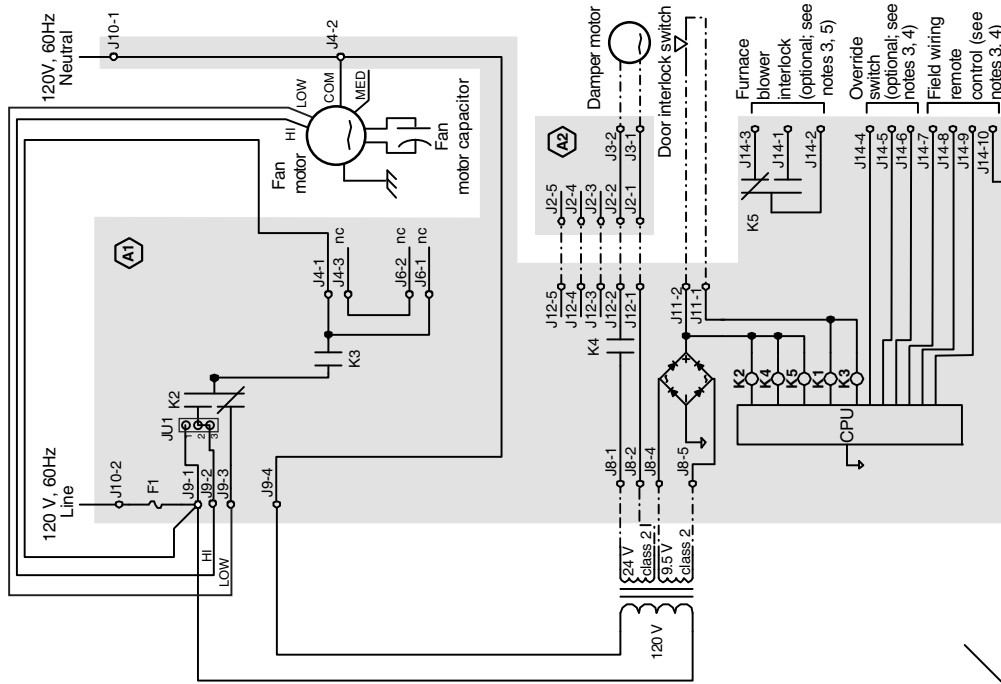 120V, 60Hz
Neutral
J10-1
LOW
HI
COM
MED
J4-2
Fan
motor
Fan
motor capacitor
A1
J4-1
J4-3
nc
J6-2
nc
J6-1
nc
K3
K2
JU1
1
2
3
120 V, 60Hz
Line
J10-2
F1
J9-1
J9-2
J9-3
HI
LOW
J9-4
Damper motor
Door interlock switch
A2
J3-2
J3-1
J2-5
J2-4
J2-3
J2-2
J2-1
J12-5
J12-4
J12-3
J12-2
J12-1
K4
J11-2
J11-1
J8-1
J8-2
J8-4
J8-5
24 V
class 2
9.5 V
class 2
120 V
K2
K4
K5
K1
K3
CPU
Furnace
blower
interlock
(optional; see
notes 3, 5)
J14-3
J14-1
J14-2
K5
Override
switch
(optional; see
notes 3, 4)
J14-4
J14-5
J14-6
Field wiring
remote
control (see
notes 3, 4)
J14-7
J14-8
J14-9
J14-10